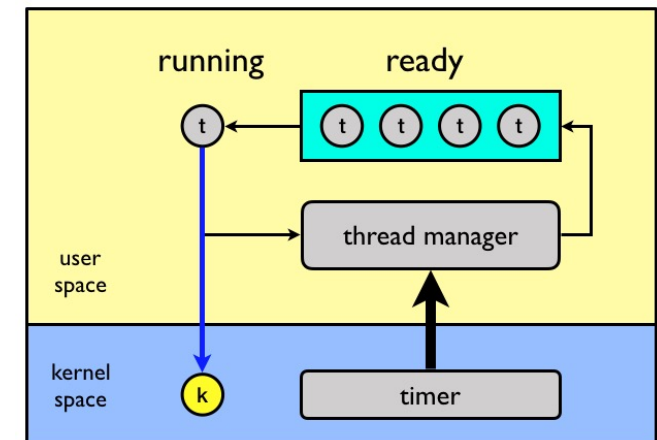 running
ready
t
t
t
t
t
thread manager
user
space
kernel
space
k
timer